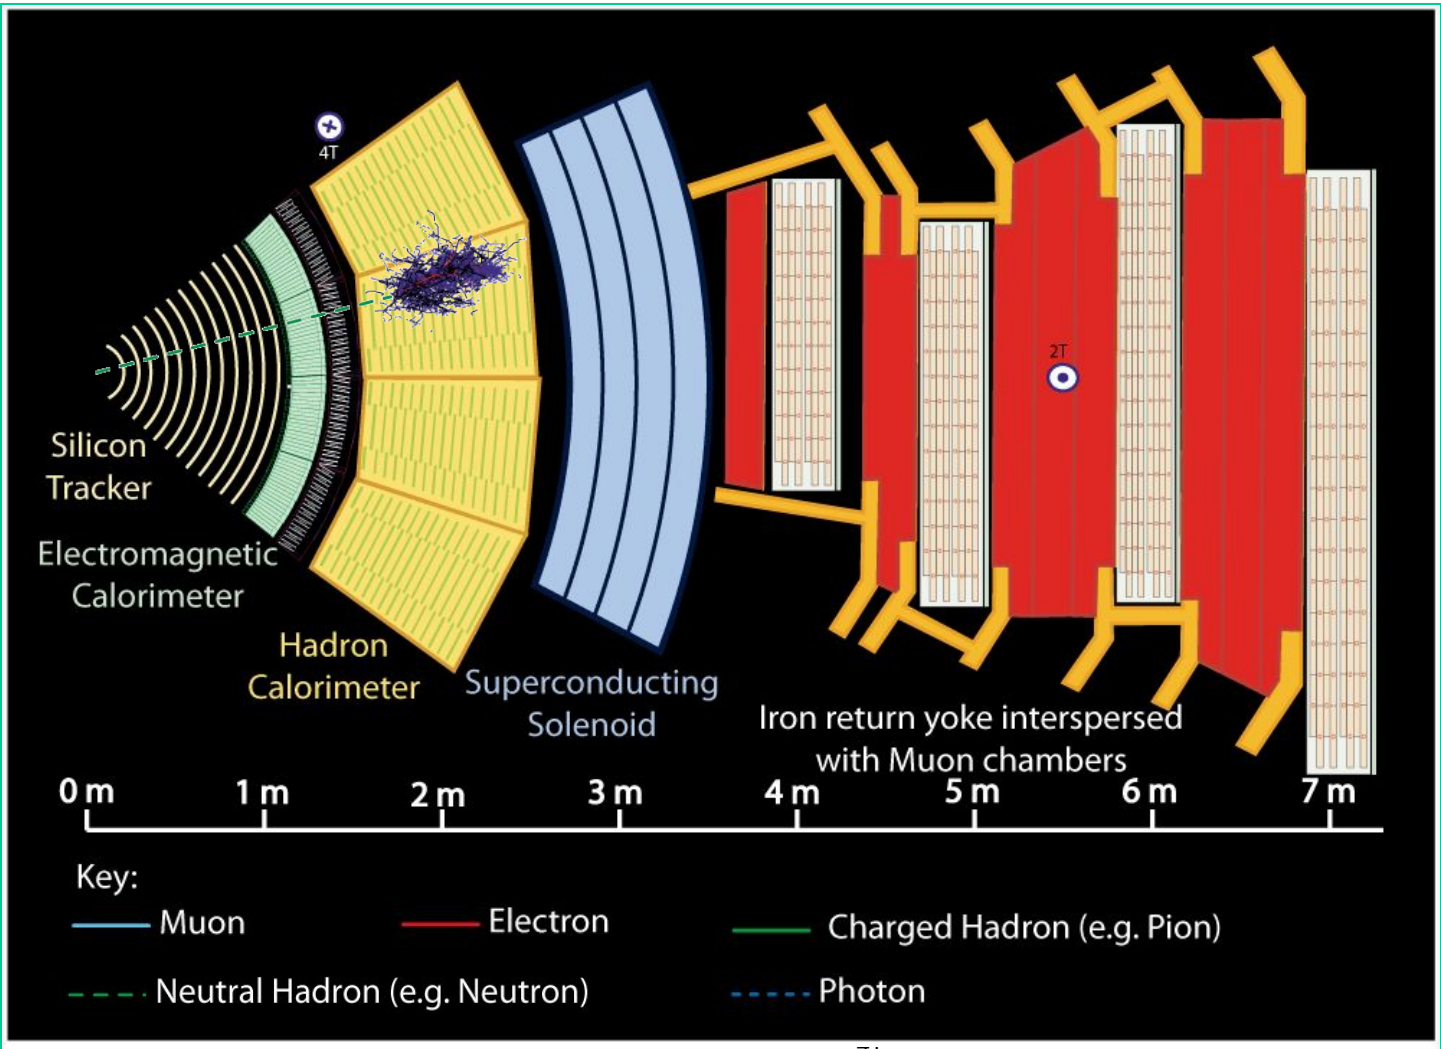 4T
2T
Silicon
Tracker
Electromagnetic
Calorimeter
Hadron
Calorimeter
Superconducting
Solenoid
Iron return yoke interspersed
with Muon chambers
0 m 1 m 2 m 3 m 4 m 5 m 6 m 7 m
Key:
Muon Electron Charged Hadron (e.g. Pion)
Neutral Hadron (e.g. Neutron) Photon